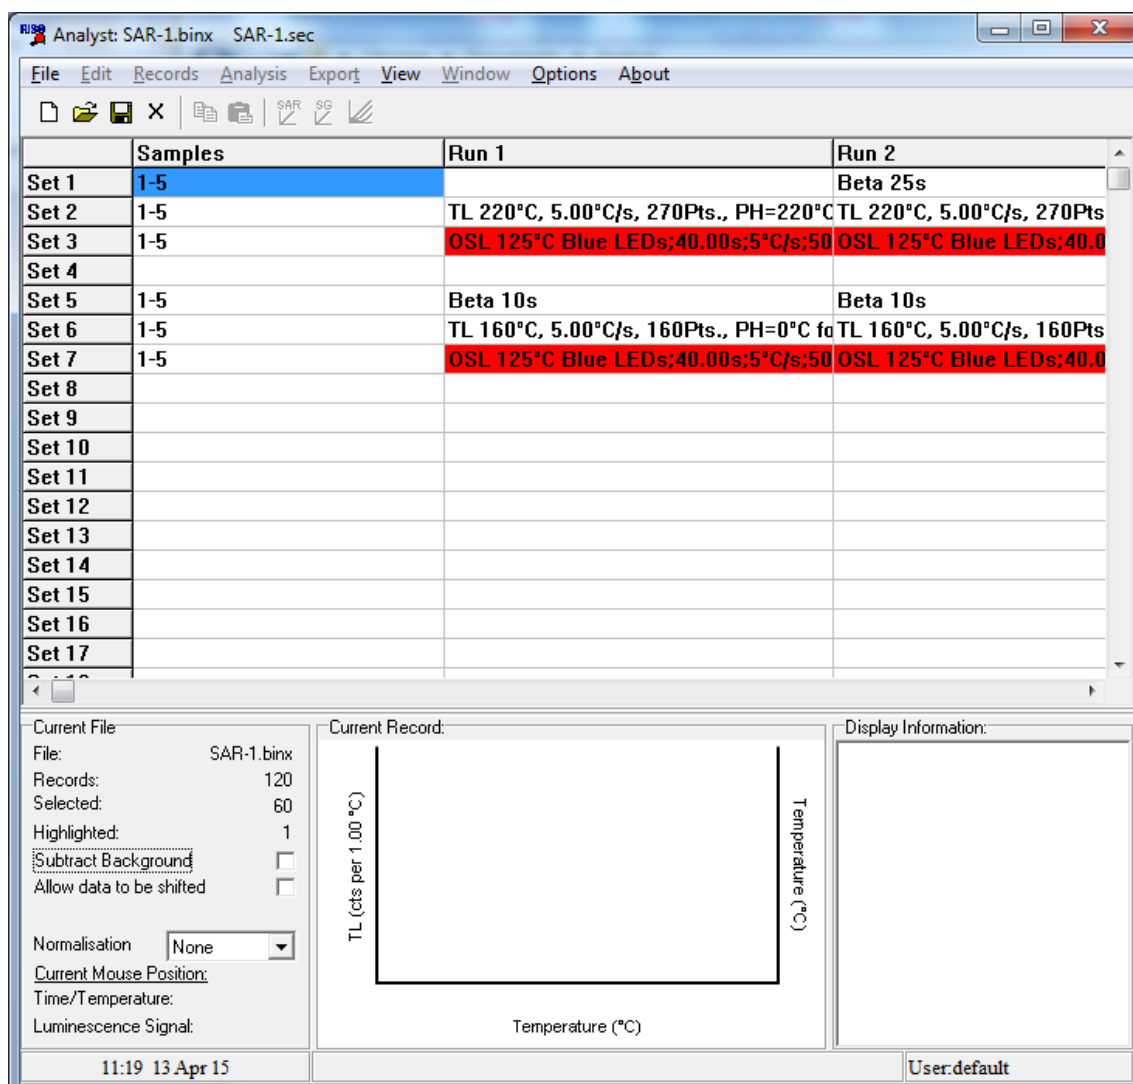 Analyst: SAR-1.binx SAR-1.sec
File Edit Records Analysis Export View Window Options About
SAR SG
Samples Run 1 Run 2
Set 1 1-5 Beta 25s
Set 2 1-5 TL 220°C, 5.00°C/s, 270Pts., PH=220°C TL 220°C, 5.00°C/s, 270Pts
Set 3 1-5 OSL 125°C Blue LEDs;40.00s;5°C/s;50 OSL 125°C Blue LEDs;40.0
Set 4
Set 5 1-5 Beta 10s Beta 10s
Set 6 1-5 TL 160°C, 5.00°C/s, 160Pts., PH=0°C fo TL 160°C, 5.00°C/s, 160Pts
Set 7 1-5 OSL 125°C Blue LEDs;40.00s;5°C/s;50 OSL 125°C Blue LEDs;40.0
Set 8
Set 9
Set 10
Set 11
Set 12
Set 13
Set 14
Set 15
Set 16
Set 17
Current File
File: SAR-1.binx
Records: 120
Selected: 60
Highlighted: 1
Subtract Background
Allow data to be shifted
Normalisation None
Current Mouse Position:
Time/Temperature:
Luminescence Signal:
Current Record:
TL (cts per 1.00 °C)
Temperature (°C)
Temperature (°C)
Display Information:
11:19 13 Apr 15
User:default